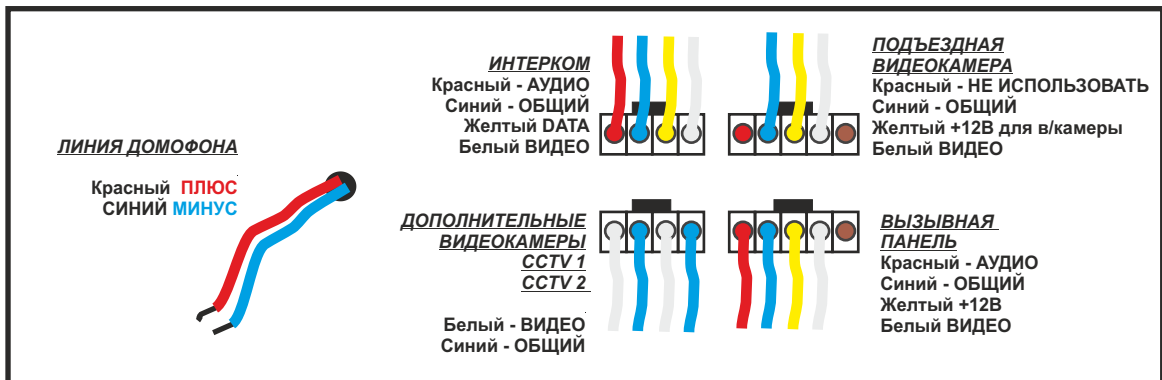 ЛИНИЯ ДОМОФОНА
Красный ПЛЮС
СИНИЙ МИНУС
ИНТЕРКОМ
Красный - АУДИО
Синий - ОБЩИЙ
Желтый DATA
Белый ВИДЕО
ПОДЪЕЗДНАЯ
ВИДЕОКАМЕРА
Красный - НЕ ИСПОЛЬЗОВАТЬ
Синий - ОБЩИЙ
Желтый +12В для в/камеры
Белый ВИДЕО
ДОПОЛНИТЕЛЬНЫЕ
ВИДЕОКАМЕРЫ
CCTV 1
CCTV 2
Белый - ВИДЕО
Синий - ОБЩИЙ
ВЫЗЫВНАЯ
ПАНЕЛЬ
Красный - АУДИО
Синий - ОБЩИЙ
Желтый +12В
Белый ВИДЕО